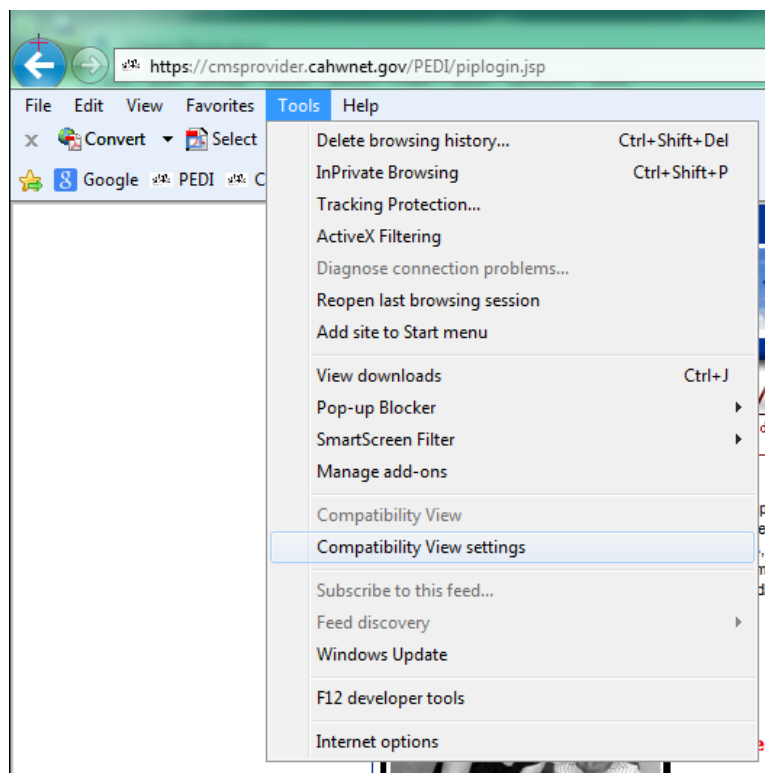 https://cmsprovider.cahwnet.gov/PEDI/piplogin.jsp
File Edit View Favorites Tools Help
x Convert Select
Google PEDI C
Delete browsing history... Ctrl+Shift+Del
InPrivate Browsing Ctrl+Shift+P
Tracking Protection...
ActiveX Filtering
Diagnose connection problems...
Reopen last browsing session
Add site to Start menu
View downloads Ctrl+J
Pop-up Blocker
SmartScreen Filter
Manage add-ons
Compatibility View
Compatibility View settings
Subscribe to this feed...
Feed discovery
Windows Update
F12 developer tools
Internet options